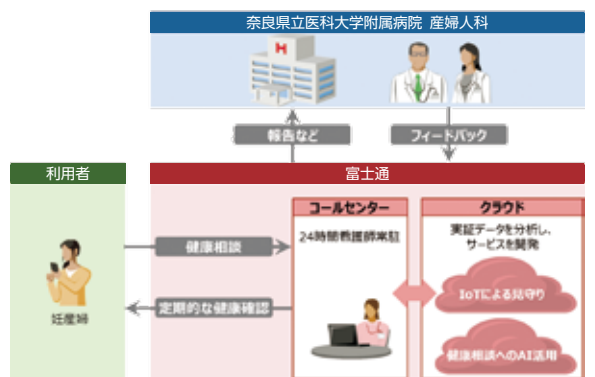 奈良県立医科大学附属病院 産婦人科
H
報告など
フィードバック
利用者
富士通
コールセンター
24時間看護師常駐
クラウド
実証データを分析し、
サービスを開発
健康相談
定期的な健康確認
妊産婦
IoTによる見守り
健康相談へのAI活用